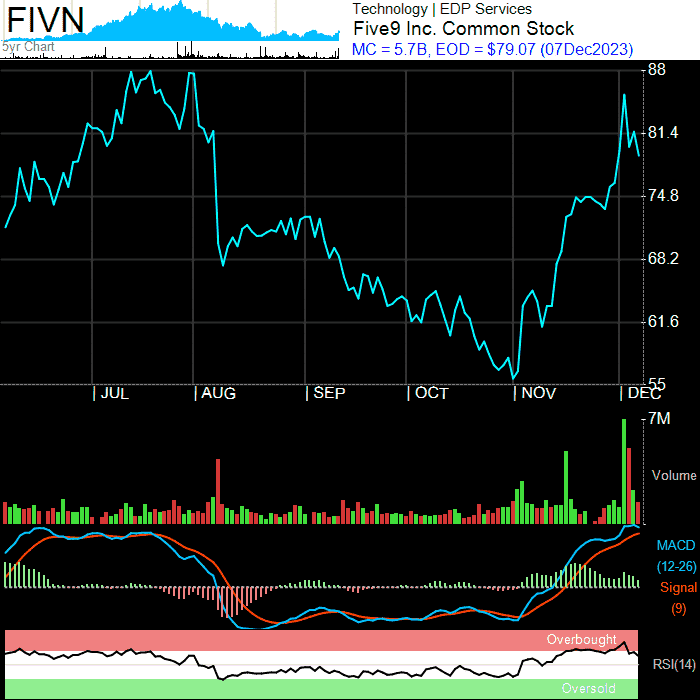 FIVN
5yr Chart
Technology | EDP Services
Five9 Inc. Common Stock
MC = 5.7B, EOD = $79.07 (07Dec2023)
88
81.4
74.8
68.2
61.6
55
JUL AUG SEP OCT NOV DEC
7M
Volume
MACD
(12-26)
Signal
(9)
Overbought
RSI(14)
Oversold